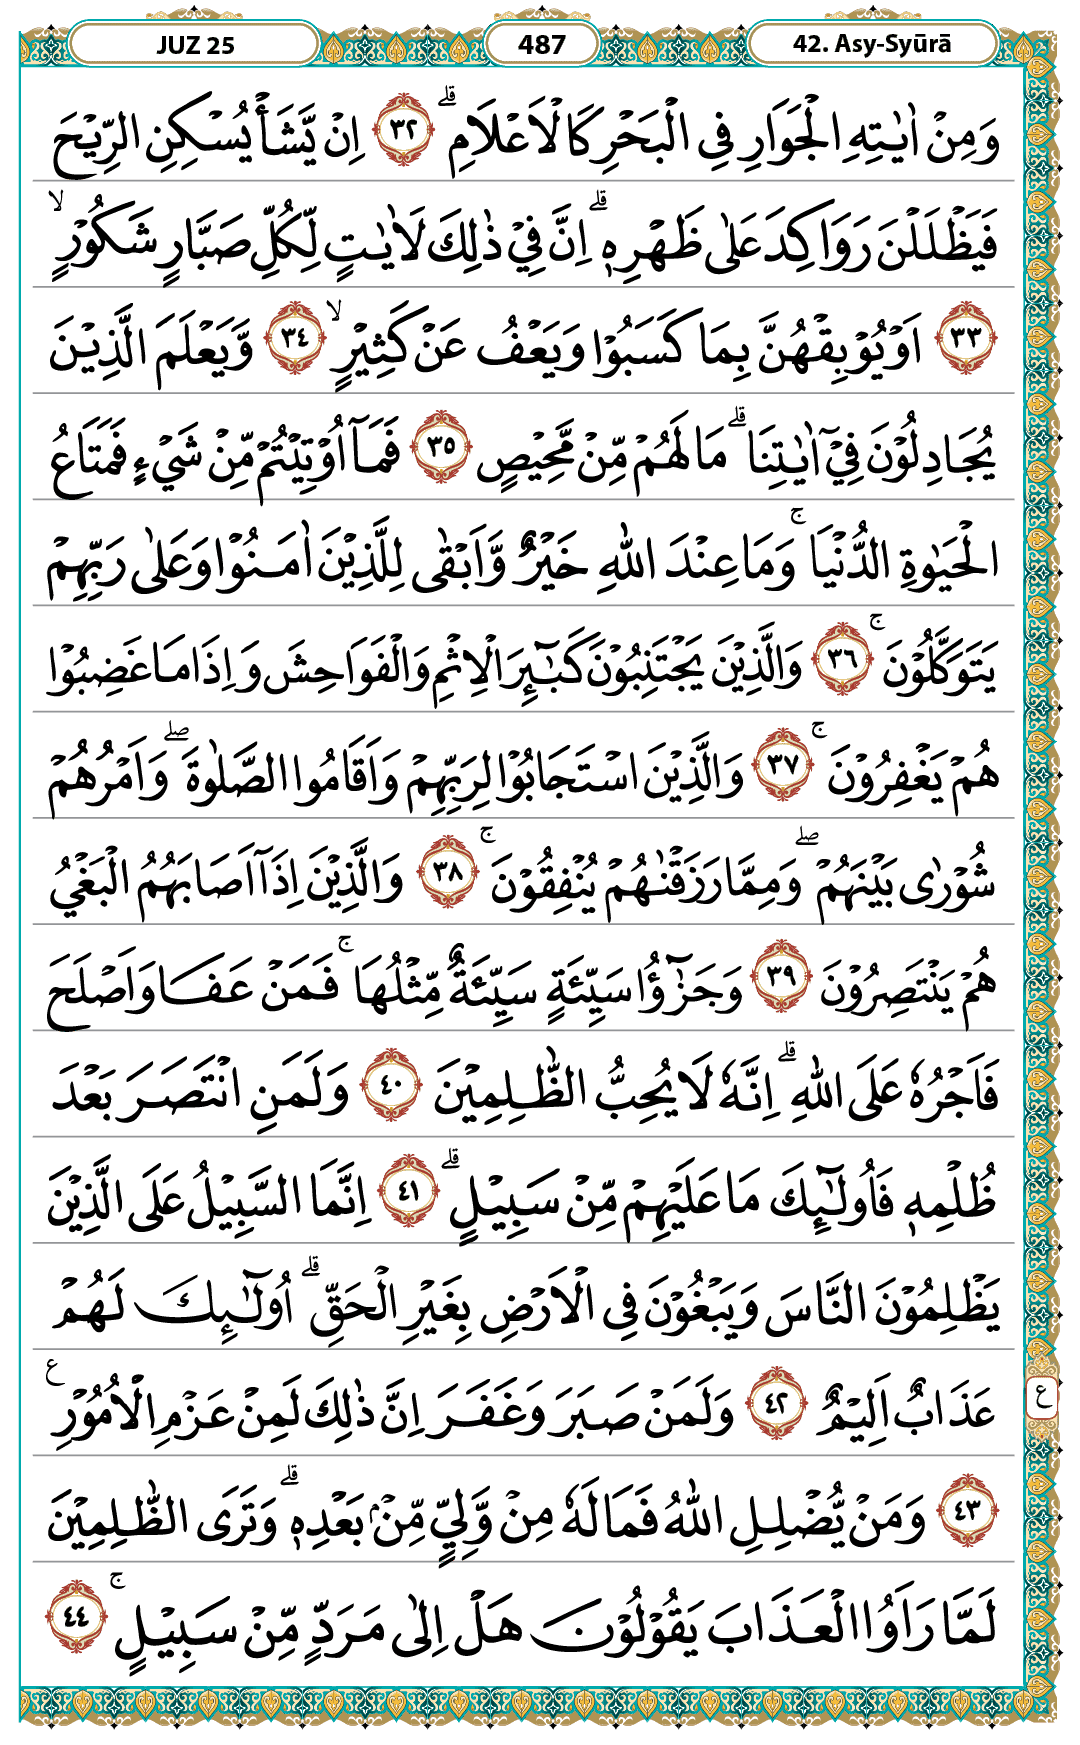 JUZ 25
487
42. Asy-Syūrā
وَمِنْ اٰيٰتِهِ الْجَوَارِ فِى الْبَحْرِ كَالْاَعْلَامِۗ ٣٢ اِنْ يَّشَأْ يُسْكِنِ الرِّيْحَ
فَيَظْلَلْنَ رَوَاكِدَ عَلٰى ظَهْرِهٖۗ اِنَّ فِيْ ذٰلِكَ لَاٰيٰتٍ لِّكُلِّ صَبَّارٍ شَكُوْرٍۙ
٣٣ اَوْ يُوْبِقْهُنَّ بِمَا كَسَبُوْا وَيَعْفُ عَنْ كَثِيْرٍۙ ٣٤ وَّيَعْلَمَ الَّذِيْنَ
يُجَادِلُوْنَ فِيْٓ اٰيٰتِنَاۗ مَا لَهُمْ مِّنْ مَّحِيْصٍ ٣٥ فَمَآ اُوْتِيْتُمْ مِّنْ شَيْءٍ فَمَتَاعُ
الْحَيٰوةِ الدُّنْيَاۚ وَمَا عِنْدَ اللّٰهِ خَيْرٌ وَّاَبْقٰى لِلَّذِيْنَ اٰمَنُوْا وَعَلٰى رَبِّهِمْ
يَتَوَكَّلُوْنَۚ ٣٦ وَالَّذِيْنَ يَجْتَنِبُوْنَ كَبٰۤىِٕرَ الْاِثْمِ وَالْفَوَاحِشَ وَاِذَا مَا غَضِبُوْا
هُمْ يَغْفِرُوْنَۚ ٣٧ وَالَّذِيْنَ اسْتَجَابُوْا لِرَبِّهِمْ وَاَقَامُوا الصَّلٰوةَۖ وَاَمْرُهُمْ
شُوْرٰى بَيْنَهُمْۖ وَمِمَّا رَزَقْنٰهُمْ يُنْفِقُوْنَۚ ٣٨ وَالَّذِيْنَ اِذَآ اَصَابَهُمُ الْبَغْيُ
هُمْ يَنْتَصِرُوْنَ ٣٩ وَجَزٰۤؤُا سَيِّئَةٍ سَيِّئَةٌ مِّثْلُهَاۚ فَمَنْ عَفَا وَاَصْلَحَ
فَاَجْرُهٗ عَلَى اللّٰهِۗ اِنَّهٗ لَا يُحِبُّ الظّٰلِمِيْنَ ٤٠ وَلَمَنِ انْتَصَرَ بَعْدَ
ظُلْمِهٖ فَاُولٰۤىِٕكَ مَا عَلَيْهِمْ مِّنْ سَبِيْلٍۗ ٤١ اِنَّمَا السَّبِيْلُ عَلَى الَّذِيْنَ
يَظْلِمُوْنَ النَّاسَ وَيَبْغُوْنَ فِى الْاَرْضِ بِغَيْرِ الْحَقِّۗ اُولٰۤىِٕكَ لَهُمْ
عَذَابٌ اَلِيْمٌ ٤٢ وَلَمَنْ صَبَرَ وَغَفَرَ اِنَّ ذٰلِكَ لَمِنْ عَزْمِ الْاُمُوْرِ ع
ع
٤٣ وَمَنْ يُّضْلِلِ اللّٰهُ فَمَا لَهٗ مِنْ وَّلِيٍّ مِّنْۢ بَعْدِهٖۗ وَتَرَى الظّٰلِمِيْنَ
لَمَّا رَاَوُا الْعَذَابَ يَقُوْلُوْنَ هَلْ اِلٰى مَرَدٍّ مِّنْ سَبِيْلٍۚ ٤٤